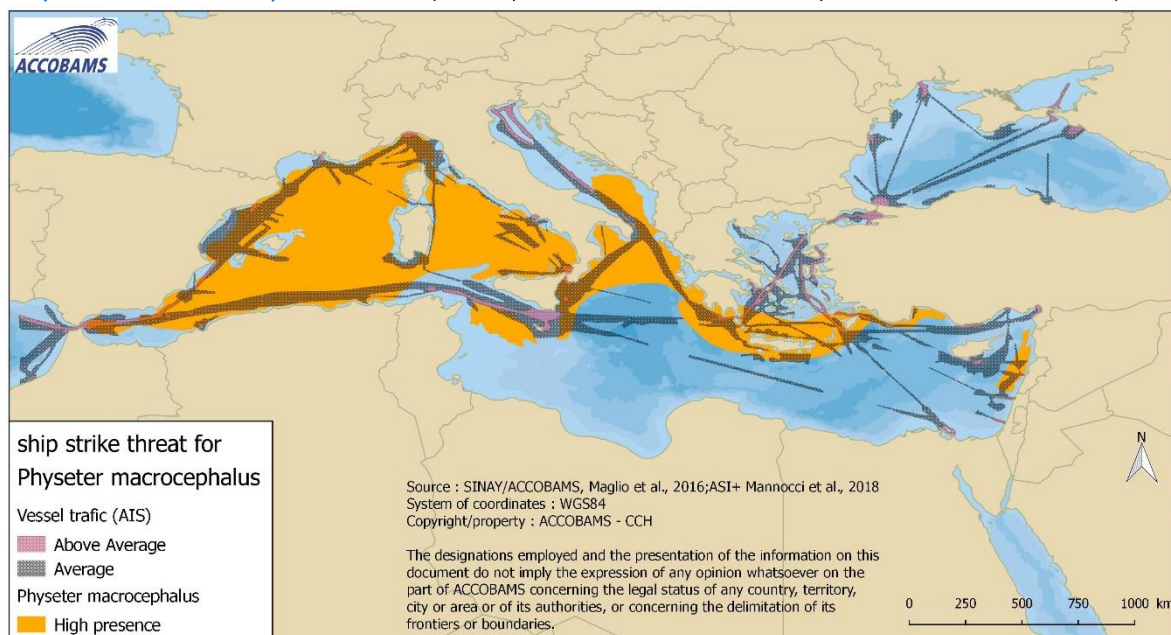 ACCOBAMS
ship strike threat for
Physeter macrocephalus
Vessel trafic (AIS)
Above Average
Average
Physeter macrocephalus
High presence
Source : SINAY/ACCOBAMS, Maglio et al., 2016;ASI+ Mannocci et al., 2018
System of coordinates : WGS84
Copyright/property : ACCOBAMS - CCH
The designations employed and the presentation of the information on this
document do not imply the expression of any opinion whatsoever on the
part of ACCOBAMS concerning the legal status of any country, territory,
city or area or of its authorities, or concerning the delimitation of its
frontiers or boundaries.
N
0 250 500 750 1000 km